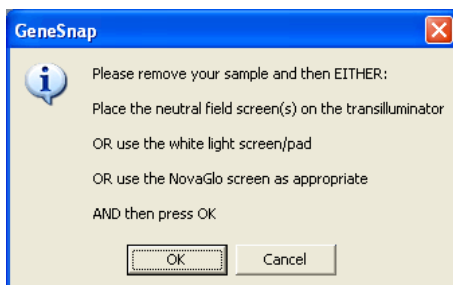 GeneSnap
Please remove your sample and then EITHER:
Place the neutral field screen(s) on the transilluminator
OR use the white light screen/pad
OR use the NovaGlo screen as appropriate
AND then press OK
OK
Cancel